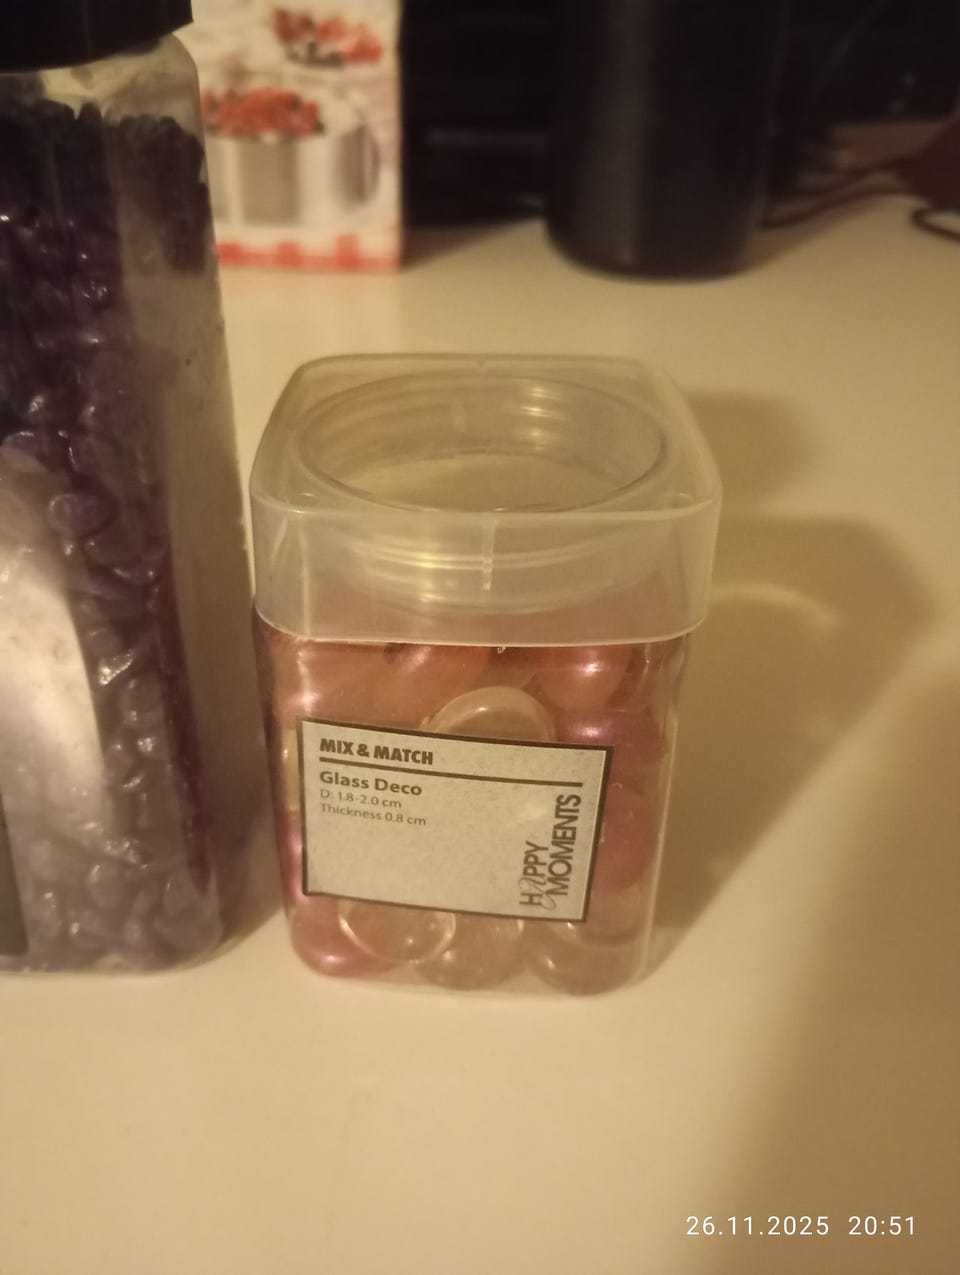 MIX & MATCH
Glass Deco
D: 1.8-2.0 cm
Thickness 0.8 cm
HAPPY
MOMENTS
26.11.2025 20:51